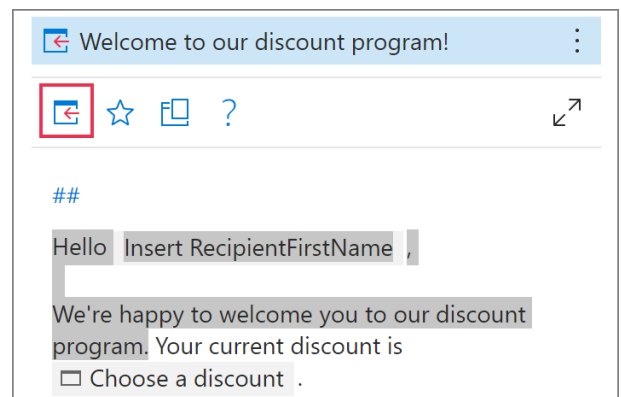 Welcome to our discount program!
?
##
Hello Insert RecipientFirstName ,
We're happy to welcome you to our discount
program. Your current discount is
Choose a discount .